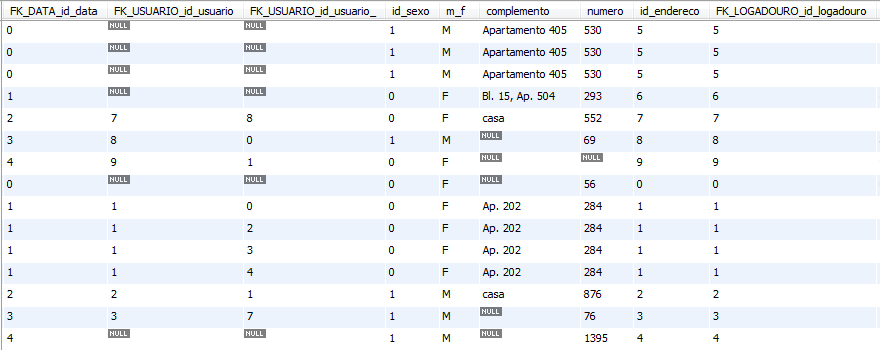 FK_DATA_id_data FK_USUARIO_id_usuario FK_USUARIO_id_usuario_ id_sexo m_f complemento numero id_endereco FK_LOGADOURO_id_logadouro
0 NULL NULL 1 M Apartamento 405 530 5 5
0 NULL NULL 1 M Apartamento 405 530 5 5
0 NULL NULL 1 M Apartamento 405 530 5 5
1 NULL NULL 0 F Bl. 15, Ap. 504 293 6 6
2 7 8 0 F casa 552 7 7
3 8 0 1 M NULL 69 8 8
4 9 1 0 F NULL NULL 9 9
0 NULL NULL 0 F NULL 56 0 0
1 1 0 0 F Ap. 202 284 1 1
1 1 2 0 F Ap. 202 284 1 1
1 1 3 0 F Ap. 202 284 1 1
1 1 4 0 F Ap. 202 284 1 1
2 2 1 1 M casa 876 2 2
3 3 7 1 M NULL 76 3 3
4 NULL NULL 1 M NULL 1395 4 4